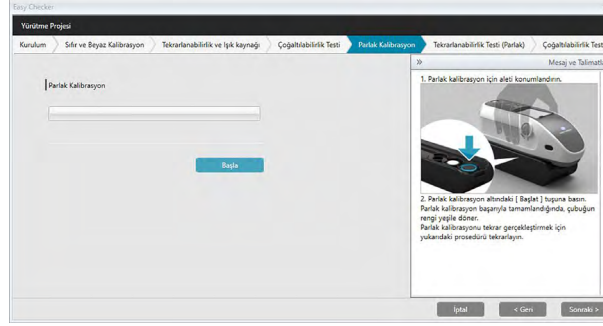 Easy Checker
Yürütme Projesi
Kurulum
Sıfır ve Beyaz Kalibrasyon
Tekrarlanabilirlik ve Işık kaynağı
Çoğaltılabilirlik Testi
Parlak Kalibrasyon
Tekrarlanabilirlik Testi (Parlak)
Çoğaltılabilirlik Testi
Parlak Kalibrasyon
Başla
» Mesaj ve Talimatla
1. Parlak kalibrasyon için aleti konumlandırın.
2. Parlak kalibrasyon altındaki [ Başlat ] tuşuna basın.
Parlak kalibrasyon başarıyla tamamlandığında, çubuğun
rengi yeşile döner.
Parlak kalibrasyonu tekrar gerçekleştirmek için
yukarıdaki prosedürü tekrarlayın.
İptal
< Geri
Sonraki >